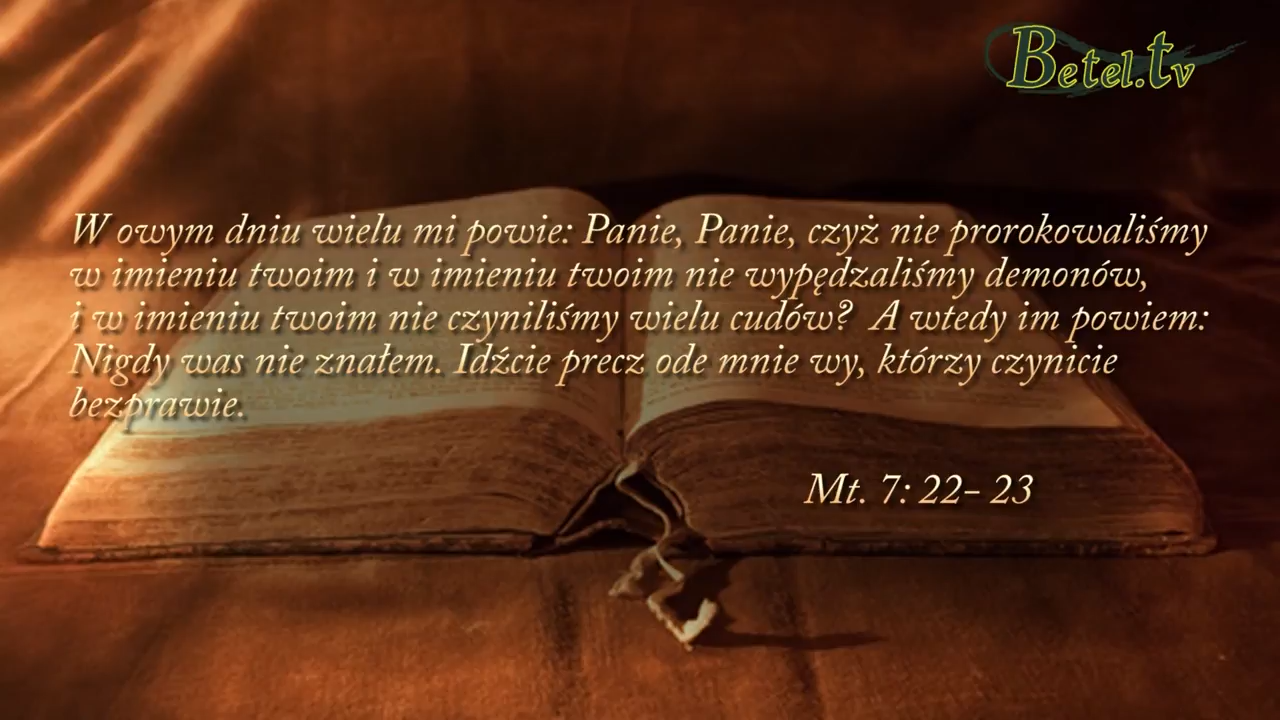 Betel.tv
W owym dniu wielu mi powie: Panie, Panie, czyż nie prorokowaliśmy
w imieniu twoim i w imieniu twoim nie wypędzaliśmy demonów,
i w imieniu twoim nie czyniliśmy wielu cudów? A wtedy im powiem:
Nigdy was nie znałem. Idźcie precz ode mnie wy, którzy czynicie
bezprawie.
Mt. 7: 22- 23